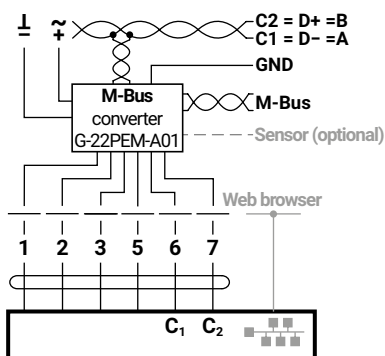 ⊥ ~ C2 = D+ =B
– + C1 = D– =A
GND
M-Bus
converter
G-22PEM-A01
M-Bus
Sensor (optional)
Web browser
1 2 3 5 6 7
C₁ C₂